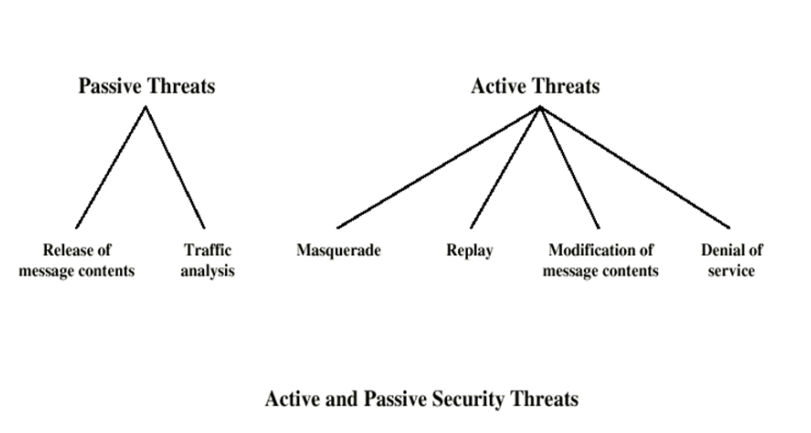 Passive Threats
Active Threats
Release of
message contents
Traffic
analysis
Masquerade
Replay
Modification of
message contents
Denial of
service
Active and Passive Security Threats